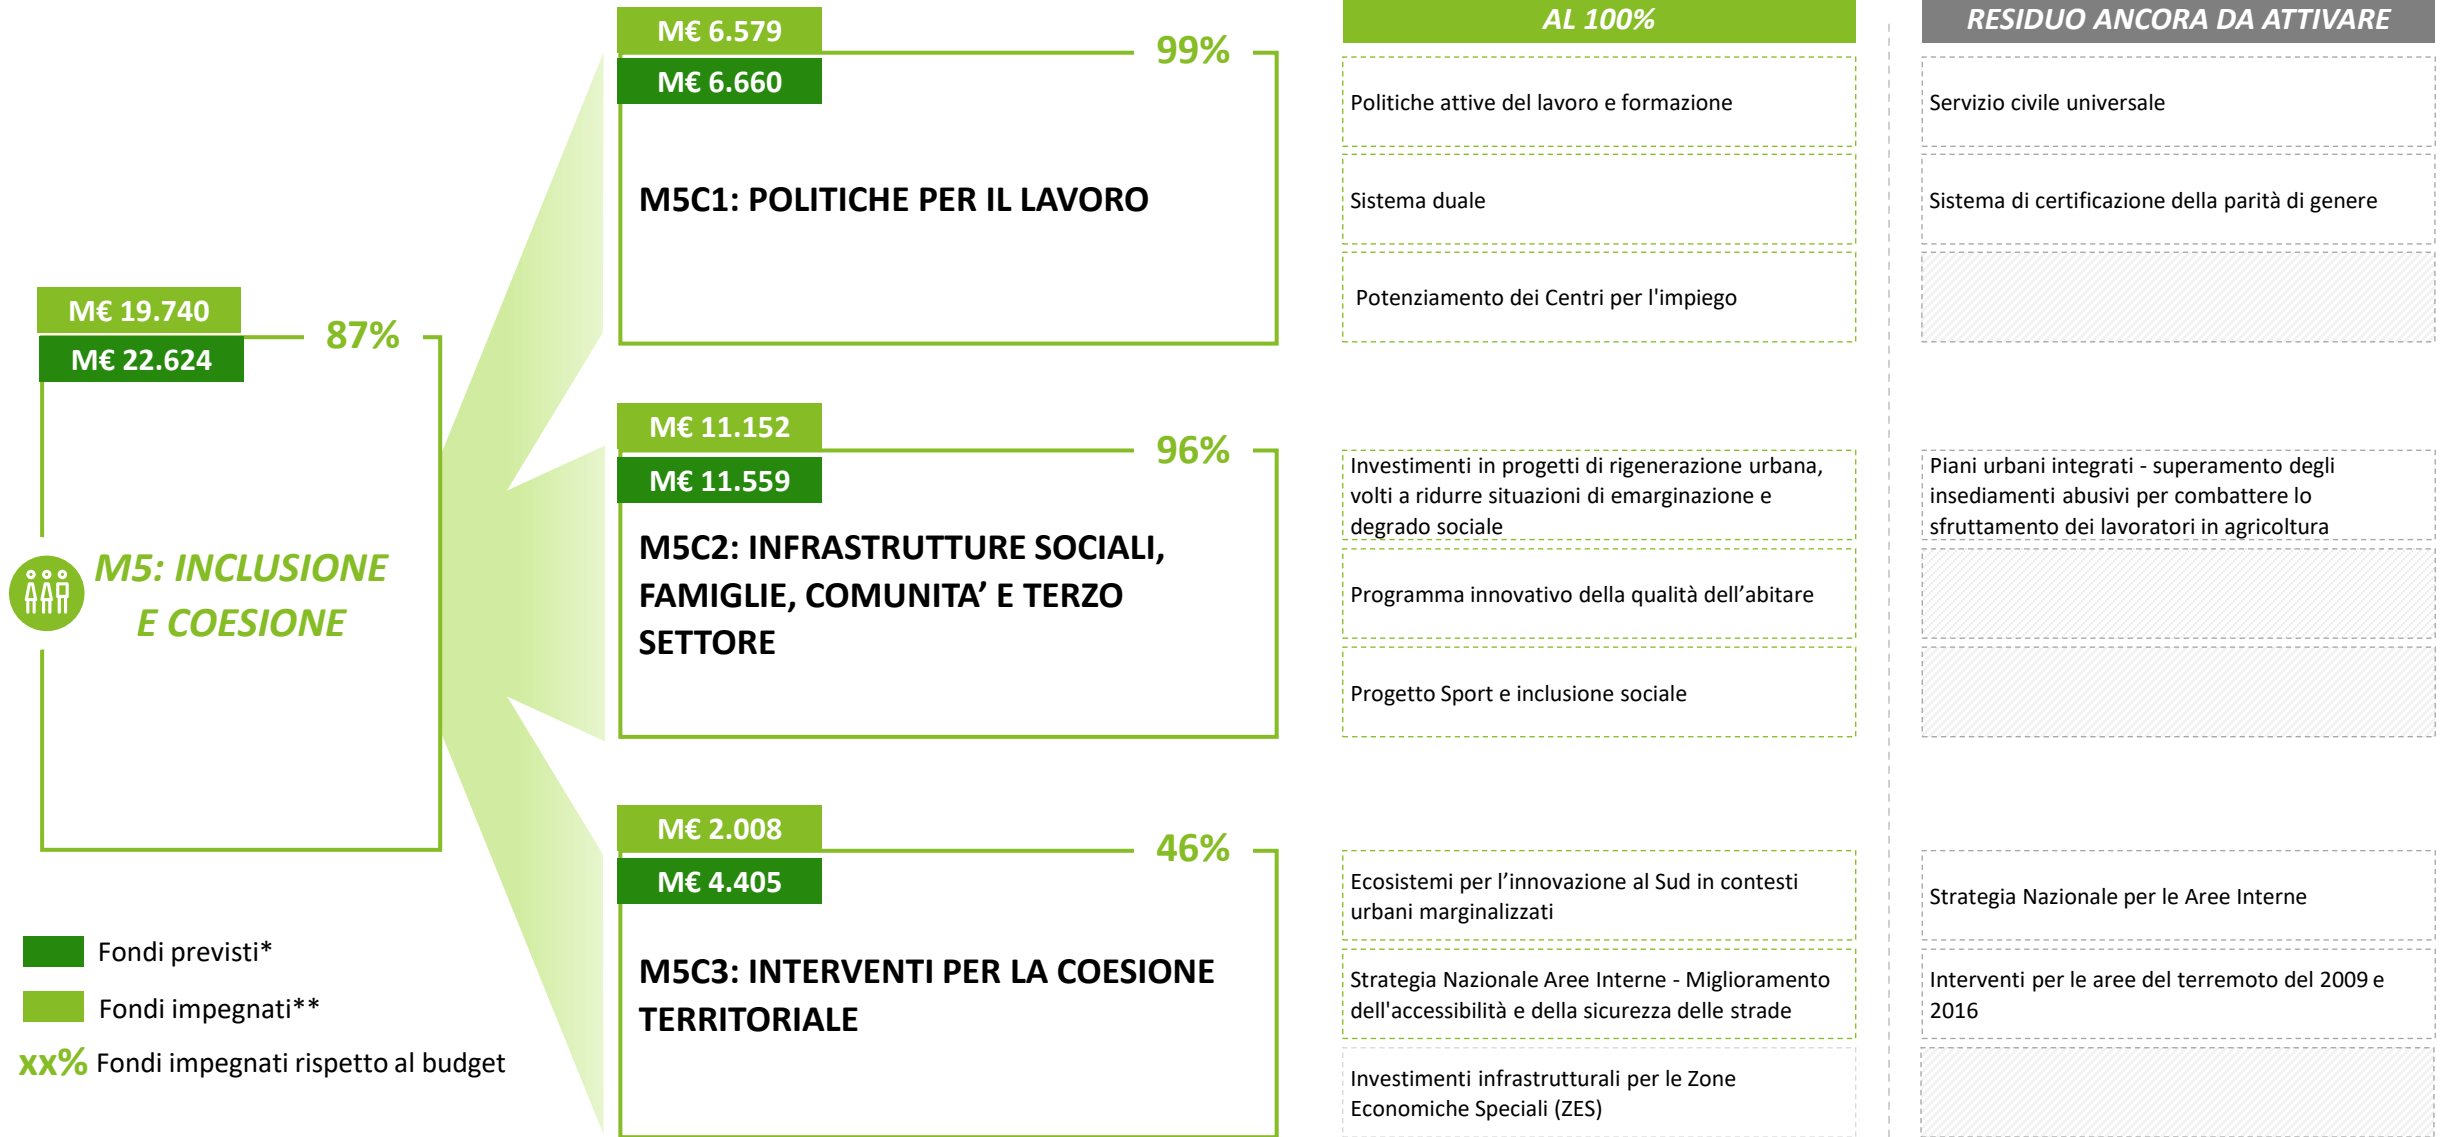 AL 100%
RESIDUO ANCORA DA ATTIVARE
M€ 6.579
M€ 6.660
99%
M5C1: POLITICHE PER IL LAVORO
Politiche attive del lavoro e formazione
Sistema duale
Potenziamento dei Centri per l'impiego
Servizio civile universale
Sistema di certificazione della parità di genere
M€ 19.740
M€ 22.624
87%
M5: INCLUSIONE
E COESIONE
M€ 11.152
M€ 11.559
96%
M5C2: INFRASTRUTTURE SOCIALI,
FAMIGLIE, COMUNITA’ E TERZO
SETTORE
Investimenti in progetti di rigenerazione urbana,
volti a ridurre situazioni di emarginazione e
degrado sociale
Programma innovativo della qualità dell’abitare
Progetto Sport e inclusione sociale
Piani urbani integrati - superamento degli
insediamenti abusivi per combattere lo
sfruttamento dei lavoratori in agricoltura
M€ 2.008
M€ 4.405
46%
M5C3: INTERVENTI PER LA COESIONE
TERRITORIALE
Ecosistemi per l’innovazione al Sud in contesti
urbani marginalizzati
Strategia Nazionale Aree Interne - Miglioramento
dell'accessibilità e della sicurezza delle strade
Investimenti infrastrutturali per le Zone
Economiche Speciali (ZES)
Strategia Nazionale per le Aree Interne
Interventi per le aree del terremoto del 2009 e
2016
Fondi previsti*
Fondi impegnati**
xx% Fondi impegnati rispetto al budget